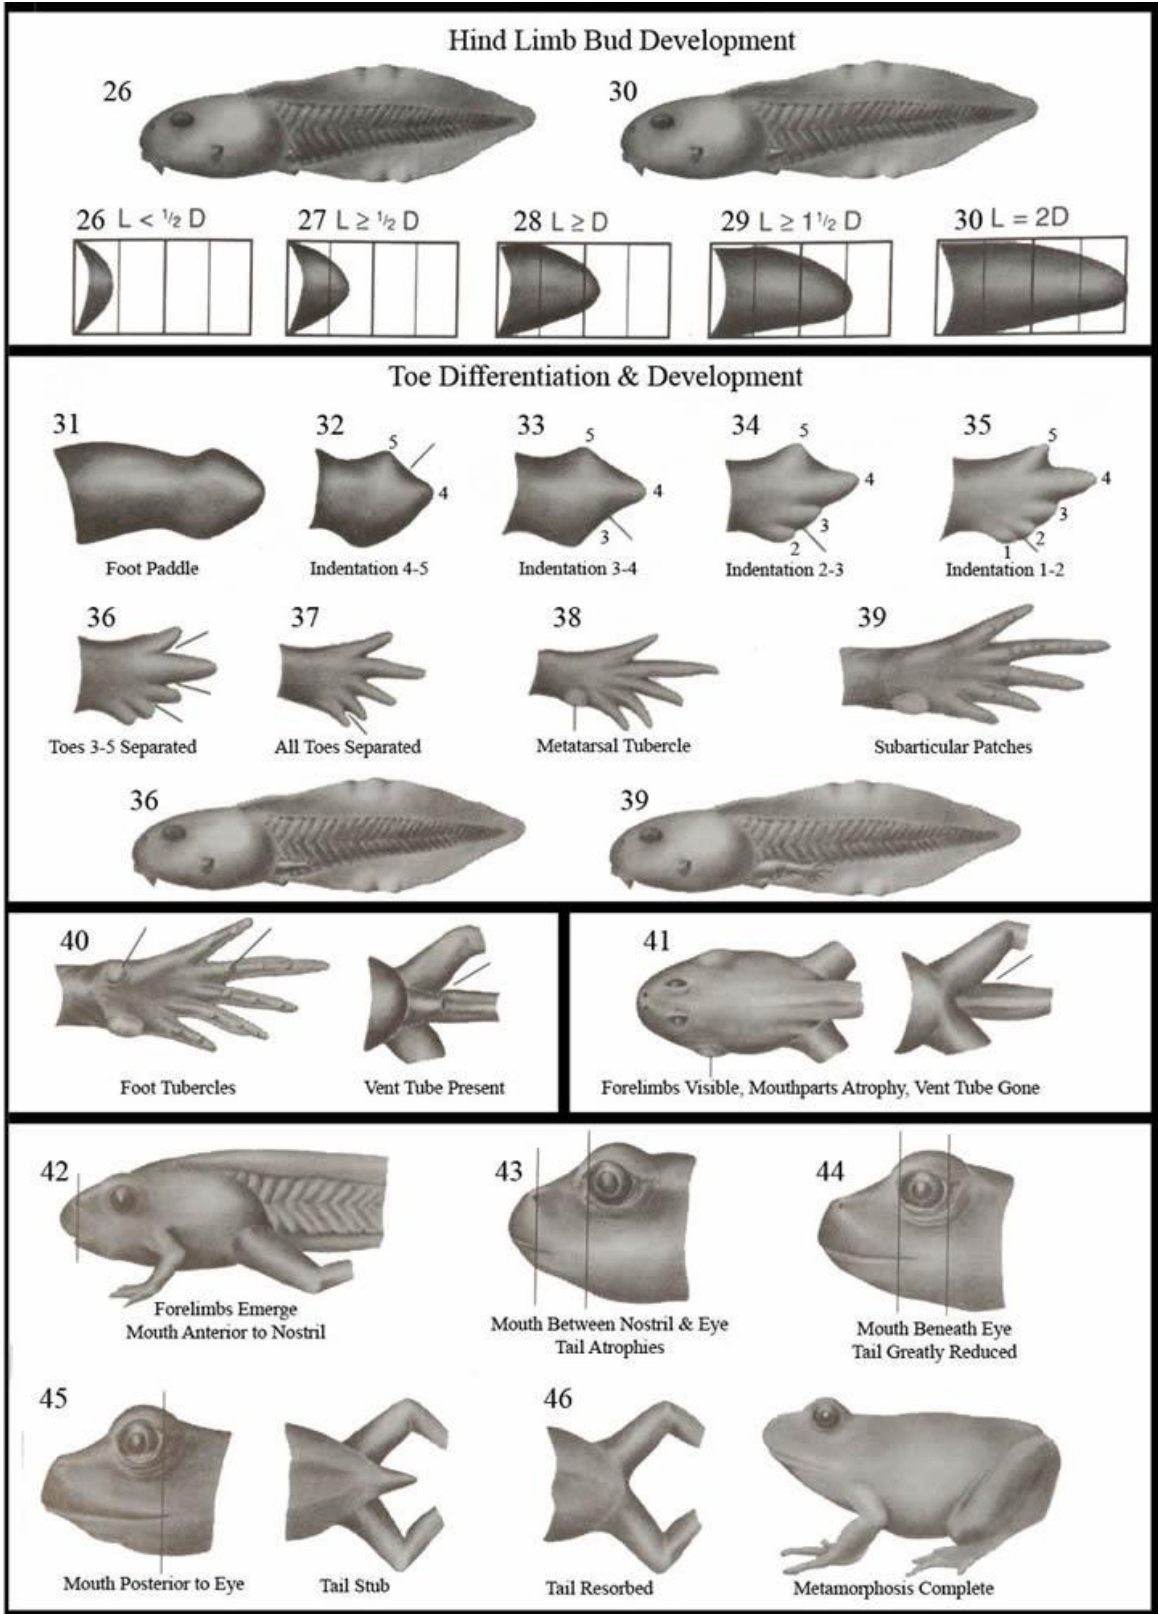 Hind Limb Bud Development
26
30
26 L < 1/2 D
27 L ≥ 1/2 D
28 L ≥ D
29 L ≥ 1 1/2 D
30 L = 2D
Toe Differentiation & Development
31
32
33
34
35
5
4
5
4
3
5
4
3
2
5
4
3
2
1
Foot Paddle
Indentation 4-5
Indentation 3-4
Indentation 2-3
Indentation 1-2
36
37
38
39
Toes 3-5 Separated
All Toes Separated
Metatarsal Tubercle
Subarticular Patches
36
39
40
Foot Tubercles
Vent Tube Present
41
Forelimbs Visible, Mouthparts Atrophy, Vent Tube Gone
42
Forelimbs Emerge
Mouth Anterior to Nostril
43
Mouth Between Nostril & Eye
Tail Atrophies
44
Mouth Beneath Eye
Tail Greatly Reduced
45
Mouth Posterior to Eye
Tail Stub
46
Tail Resorbed
Metamorphosis Complete